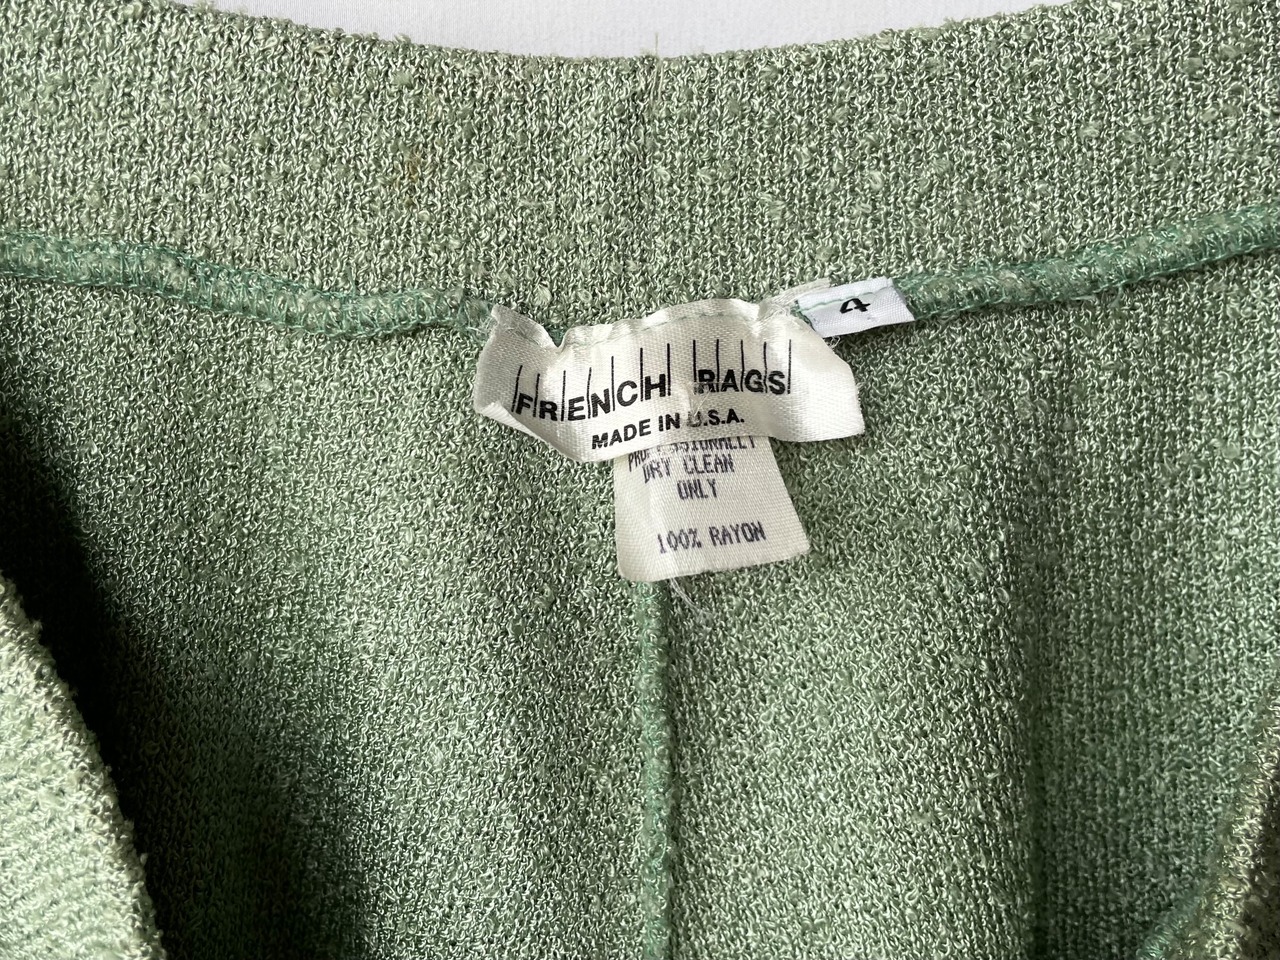 4
FRENCH RAGS
MADE IN U.S.A.
PROFESSIONALLY
DRY CLEAN
ONLY
100% RAYON